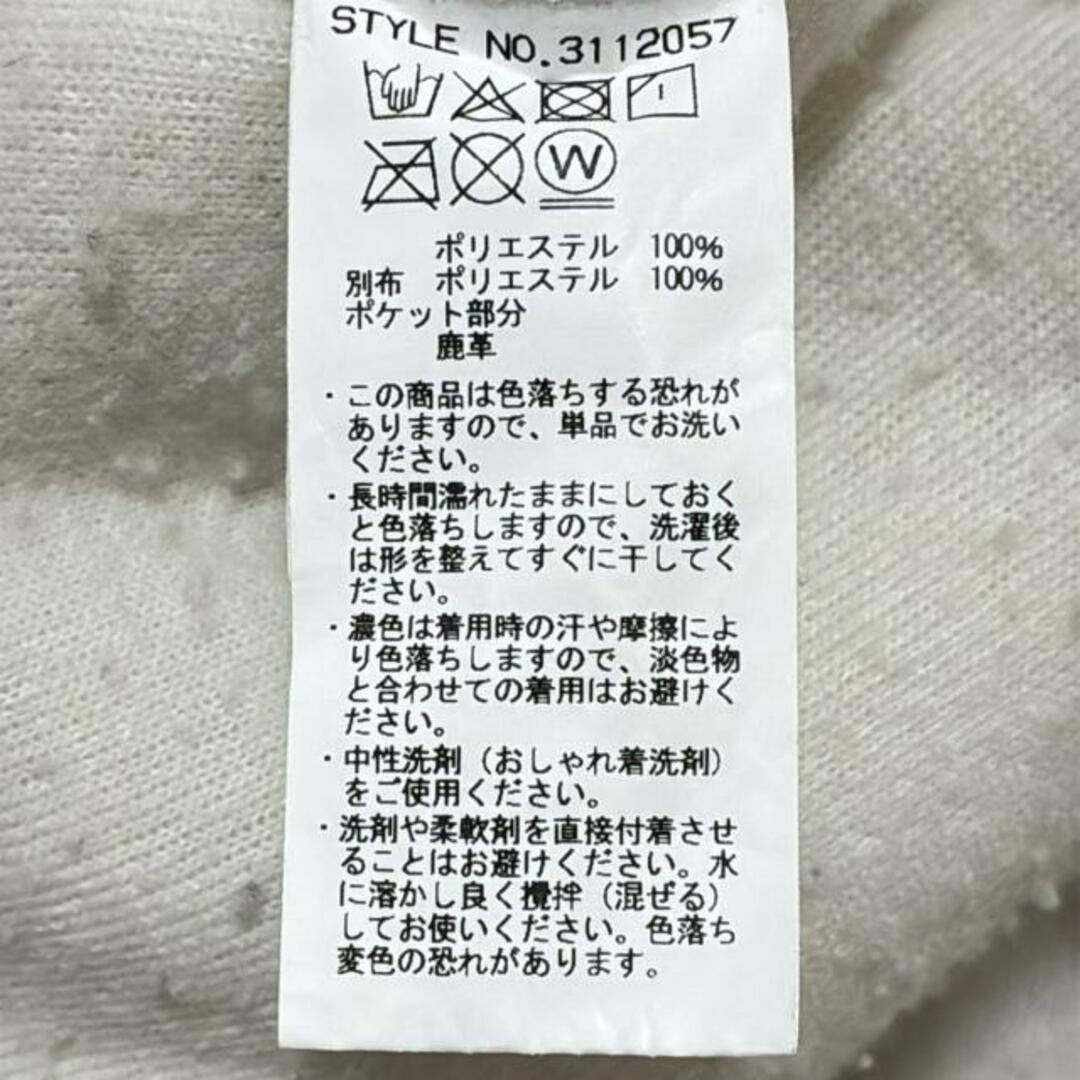 STYLE NO.3112057
W
ポリエステル 100%
別布 ポリエステル 100%
ポケット部分
鹿革
・この商品は色落ちする恐れが
ありますので、単品でお洗い
ください。
・長時間濡れたままにしておく
と色落ちしますので、洗濯後
は形を整えてすぐに干してく
ださい。
・濃色は着用時の汗や摩擦によ
り色落ちしますので、淡色物
と合わせての着用はお避けく
ださい。
・中性洗剤（おしゃれ着洗剤）
をご使用ください。
・洗剤や柔軟剤を直接付着させ
ることはお避けください。水
に溶かし良く攪拌（混ぜる）
してお使いください。色落ち
変色の恐れがあります。